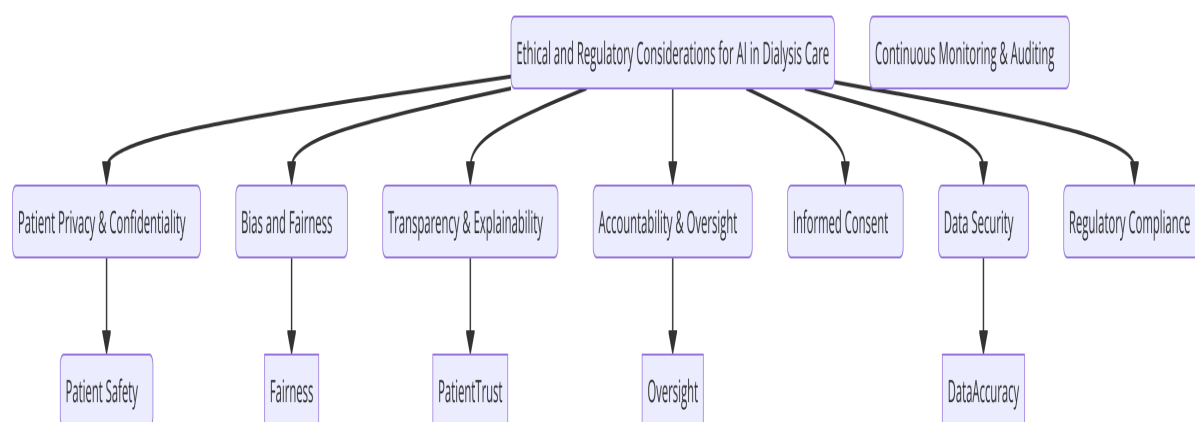 Ethical and Regulatory Considerations for AI in Dialysis Care
Continuous Monitoring & Auditing
Patient Privacy & Confidentiality
Bias and Fairness
Transparency & Explainability
Accountability & Oversight
Informed Consent
Data Security
Regulatory Compliance
Patient Safety
Fairness
PatientTrust
Oversight
DataAccuracy